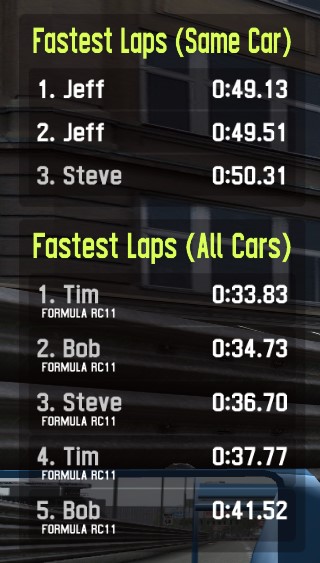 Fastest Laps (Same Car)
1. Jeff 0:49.13
2. Jeff 0:49.51
3. Steve 0:50.31
Fastest Laps (All Cars)
1. Tim 0:33.83
FORMULA RC11
2. Bob 0:34.73
FORMULA RC11
3. Steve 0:36.70
FORMULA RC11
4. Tim 0:37.77
FORMULA RC11
5. Bob 0:41.52
FORMULA RC11